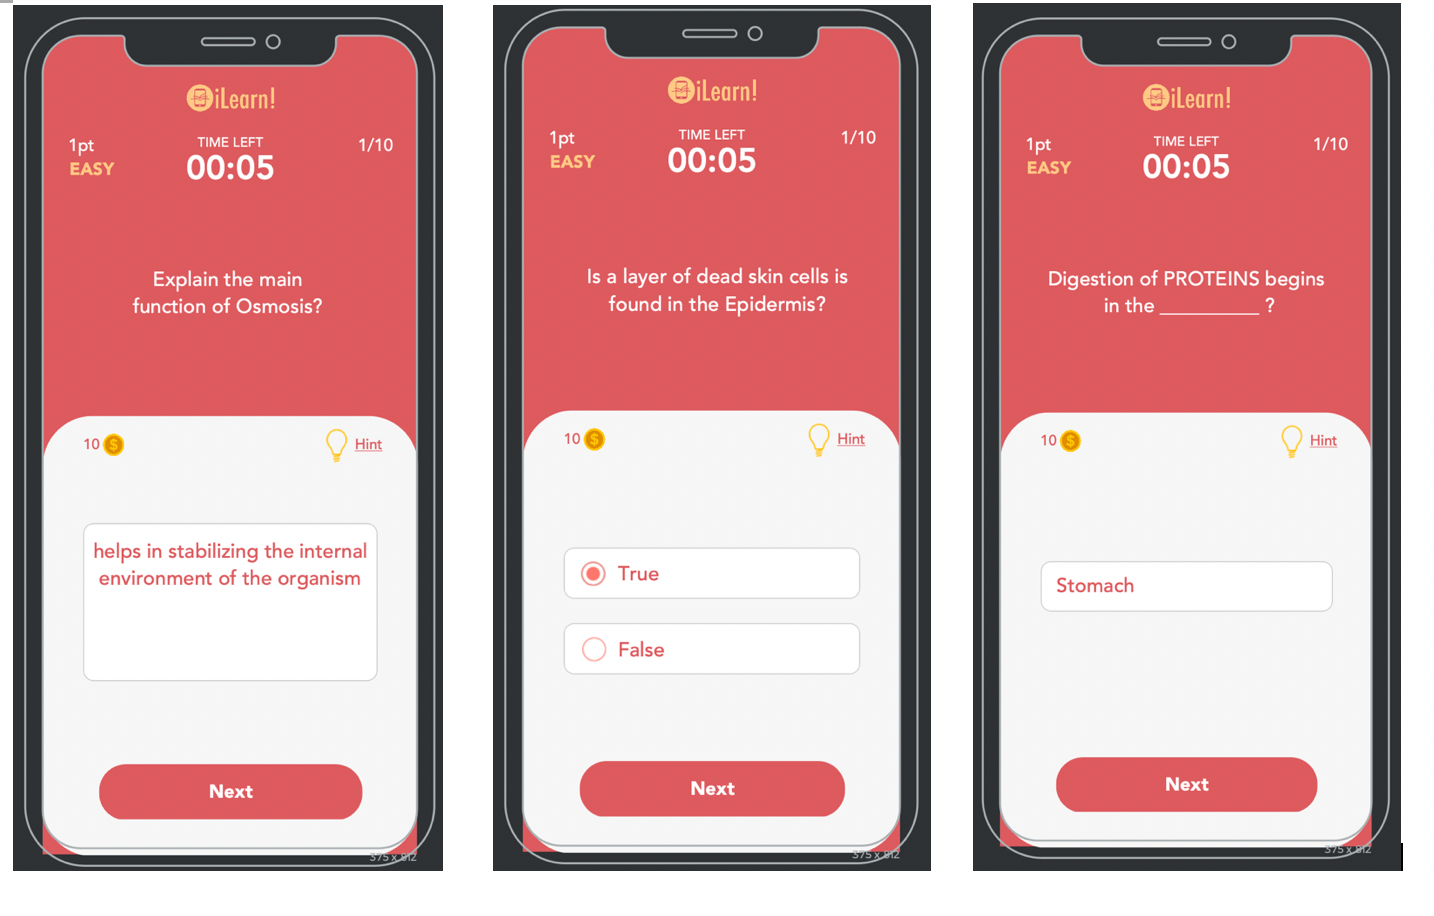 iLearn!
1pt
TIME LEFT
1/10
EASY
00:05
Explain the main
function of Osmosis?
10
Hint
helps in stabilizing the internal
environment of the organism
Next
375 x 812
iLearn!
1pt
TIME LEFT
1/10
EASY
00:05
Is a layer of dead skin cells is
found in the Epidermis?
10
Hint
True
False
Next
375 x 812
iLearn!
1pt
TIME LEFT
1/10
EASY
00:05
Digestion of PROTEINS begins
in the __________ ?
10
Hint
Stomach
Next
375 x 812